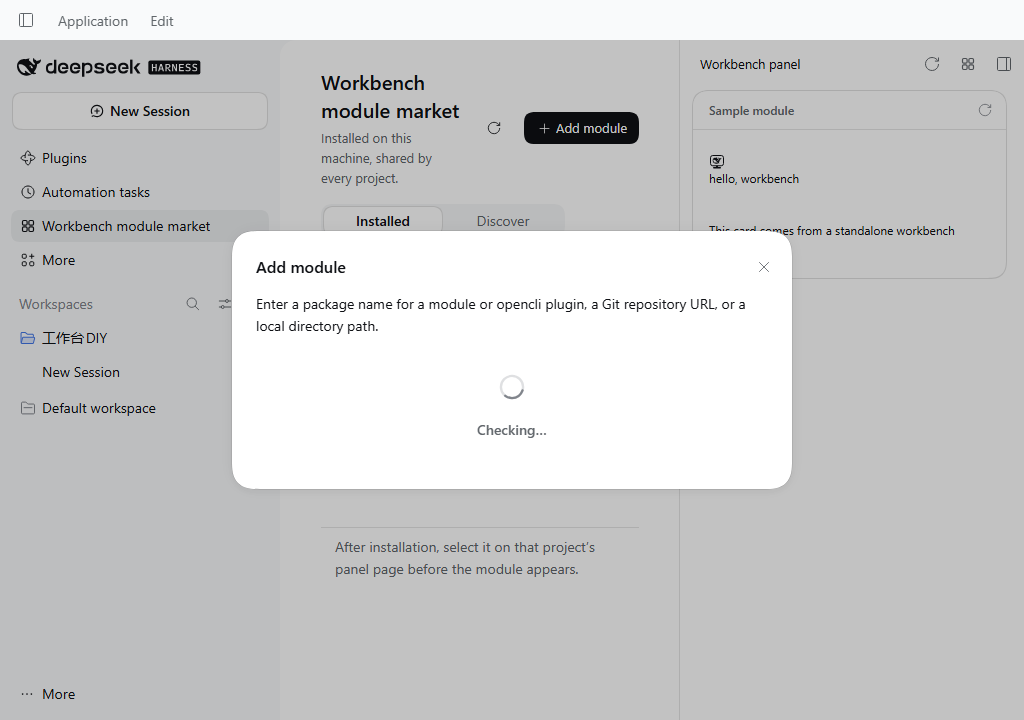 Application
Edit
deepseek HARNESS
New Session
Plugins
Automation tasks
Workbench module market
More
Workspaces
工作台DIY
New Session
Default workspace
More
Workbench
module market
Installed on this
machine, shared by
every project.
Add module
Installed
Discover
After installation, select it on that project's
panel page before the module appears.
Workbench panel
Sample module
hello, workbench
This card comes from a standalone workbench
Add module
Enter a package name for a module or opencli plugin, a Git repository URL, or a
local directory path.
Checking...